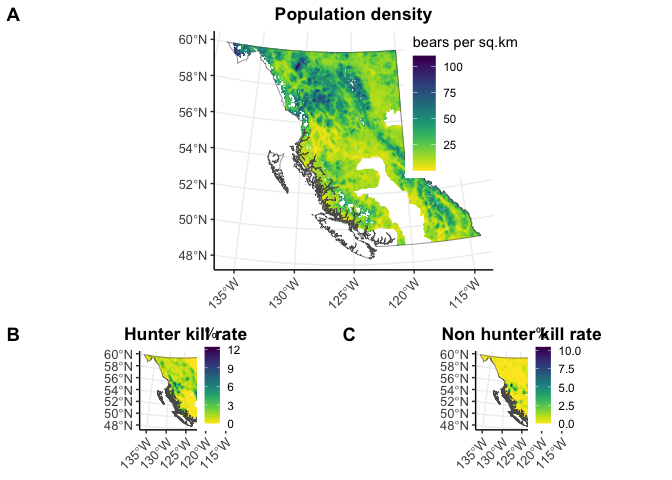 A
Population density
60°N
58°N
56°N
54°N
52°N
50°N
48°N
135°W
130°W
125°W
120°W
115°W
bears per sq.km
100
75
50
25
B
Hunter kill rate
%
60°N
58°N
56°N
54°N
52°N
50°N
48°N
135°W
130°W
125°W
120°W
115°W
12
9
6
3
0
C
Non hunter kill rate
%
60°N
58°N
56°N
54°N
52°N
50°N
48°N
135°W
130°W
125°W
120°W
115°W
10.0
7.5
5.0
2.5
0.0